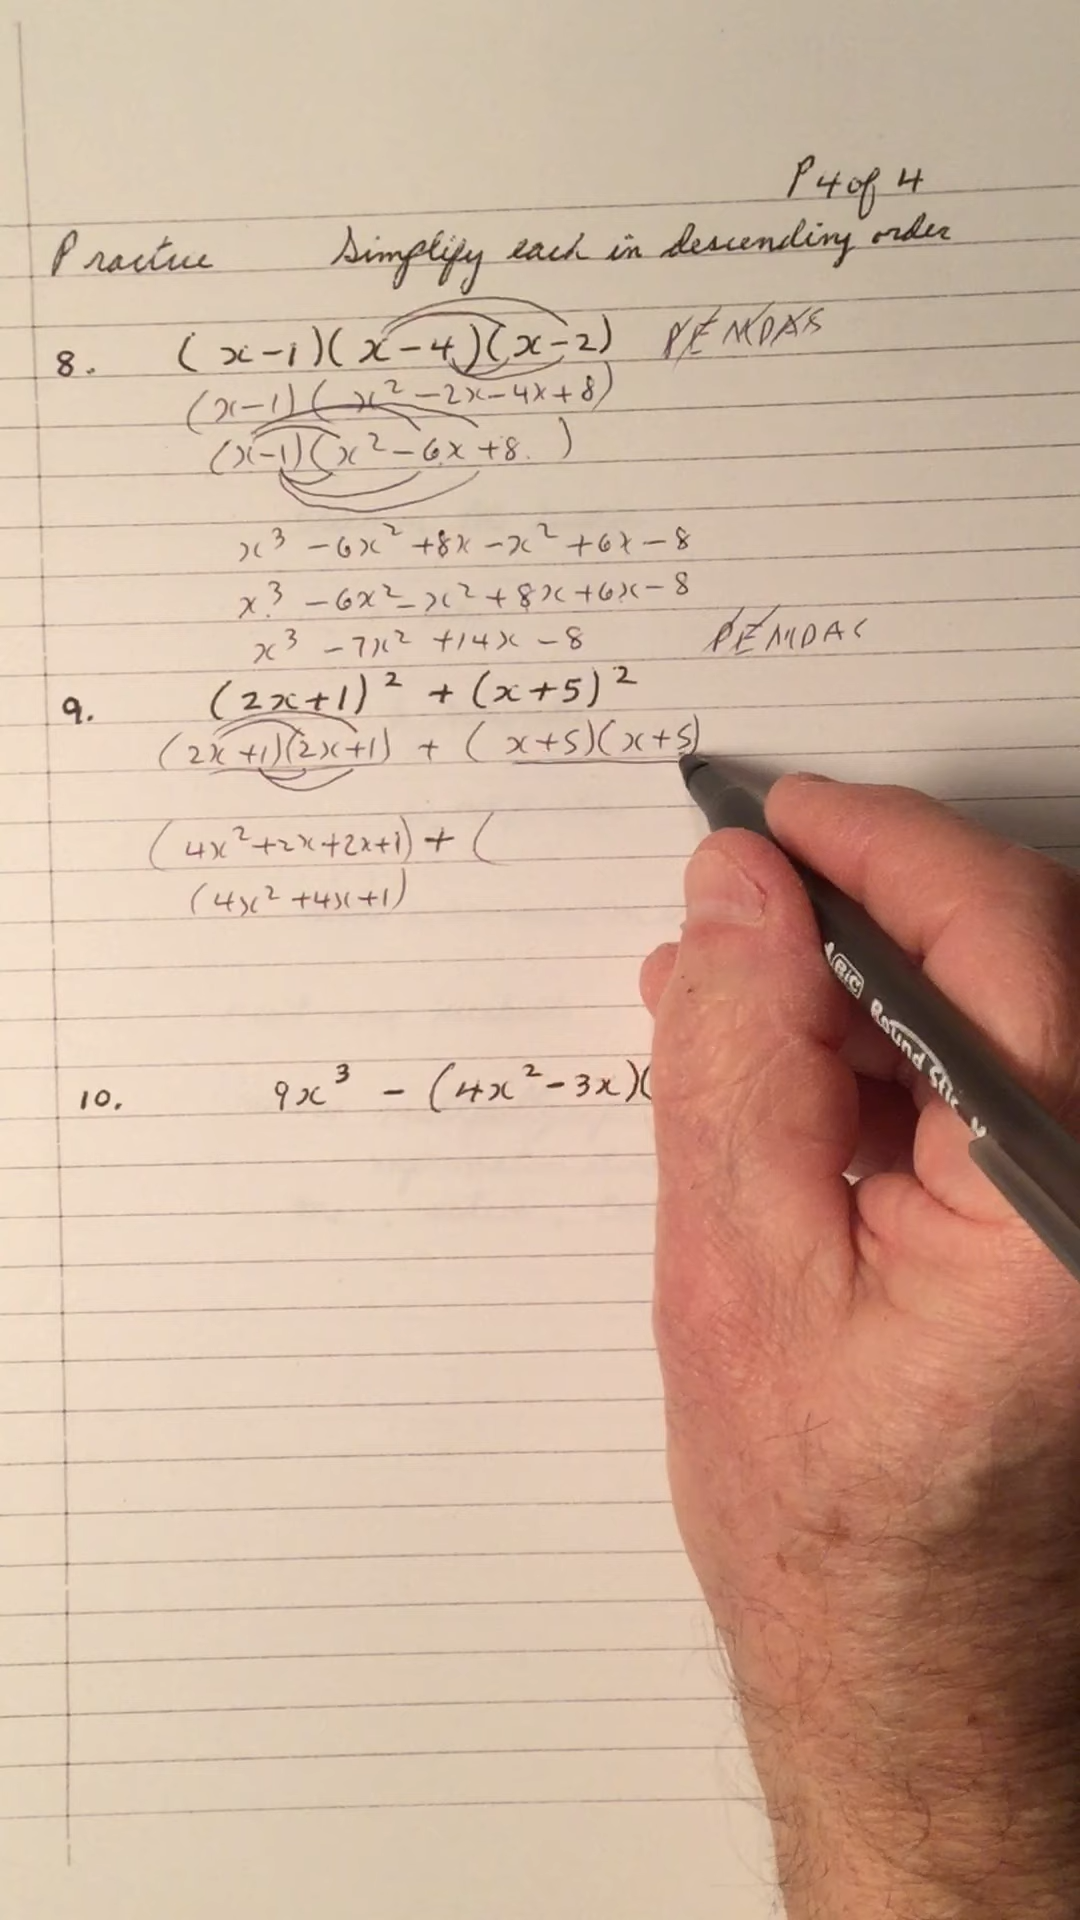 P 4 of 4
Practice Simplify each in descending order
8. (x-1)(x-4)(x-2) PEMDAS
(x-1)(x²-2x-4x+8)
(x-1)(x²-6x+8)
x³-6x²+8x-x²+6x-8
x³-6x²-x²+8x+6x-8
x³-7x²+14x-8 PEMDAS
9. (2x+1)²+(x+5)²
(2x+1)(2x+1)+(x+5)(x+5)
(4x²+2x+2x+1)+(
(4x²+4x+1)
10. 9x³-(4x²-3x)(
BIC Round Stic